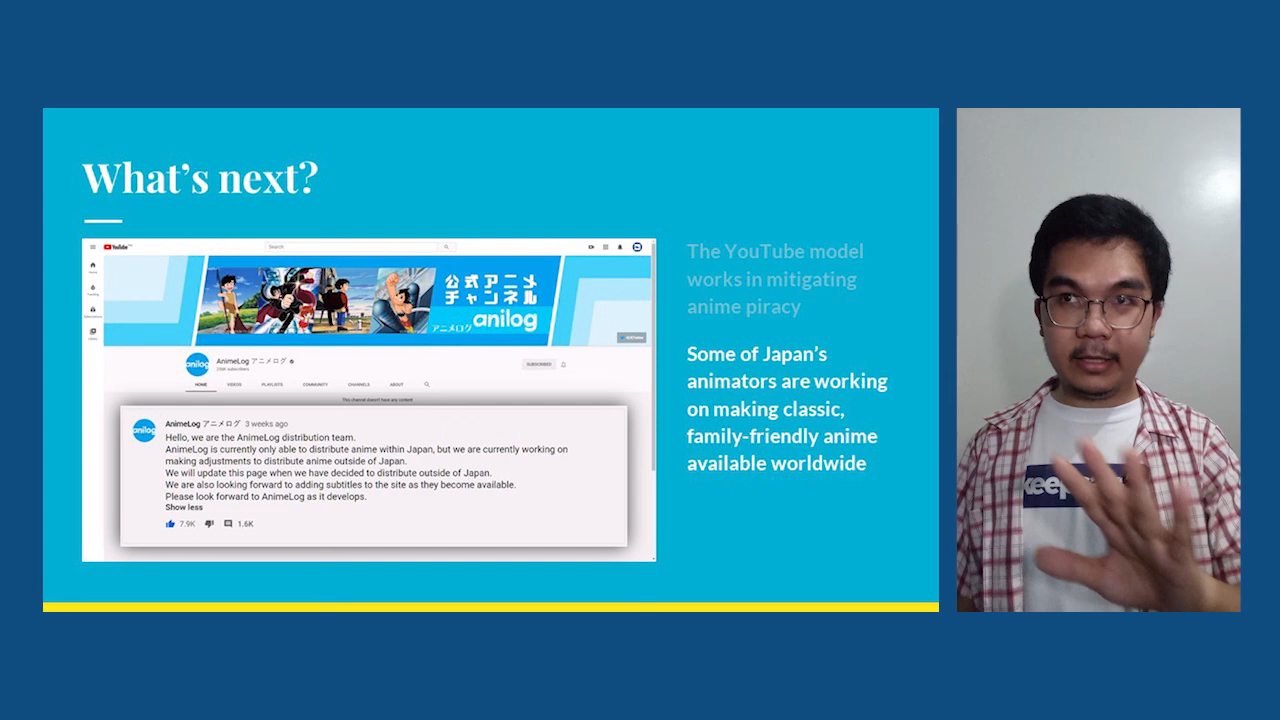 What's next?
YouTube
Search
公式アニメ
チャンネル
アニメログ anilog
anilog
AnimeLog アニメログ
SUBSCRIBED
HOME VIDEOS PLAYLISTS COMMUNITY CHANNELS ABOUT
This channel doesn't have any content
anilog
AnimeLog アニメログ 3 weeks ago
Hello, we are the AnimeLog distribution team.
AnimeLog is currently only able to distribute anime within Japan, but we are currently working on
making adjustments to distribute anime outside of Japan.
We will update this page when we have decided to distribute outside of Japan.
We are also looking forward to adding subtitles to the site as they become available.
Please look forward to AnimeLog as it develops.
Show less
7.9K 1.6K
The YouTube model
works in mitigating
anime piracy
Some of Japan's
animators are working
on making classic,
family-friendly anime
available worldwide